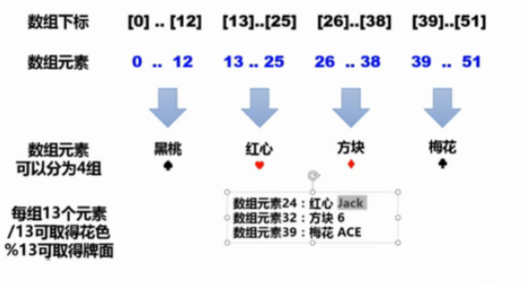 数组下标 [0] .. [12] [13]..[25] [26]..[38] [39]..[51]
数组元素 0 .. 12 13 .. 25 26 .. 38 39 .. 51
数组元素
可以分为4组
黑桃 红心 方块 梅花
♠ ♥ ♦ ♣
每组13个元素
/13可取得花色
%13可取得牌面
数组元素24：红心 Jack
数组元素32：方块 6
数组元素39：梅花 ACE